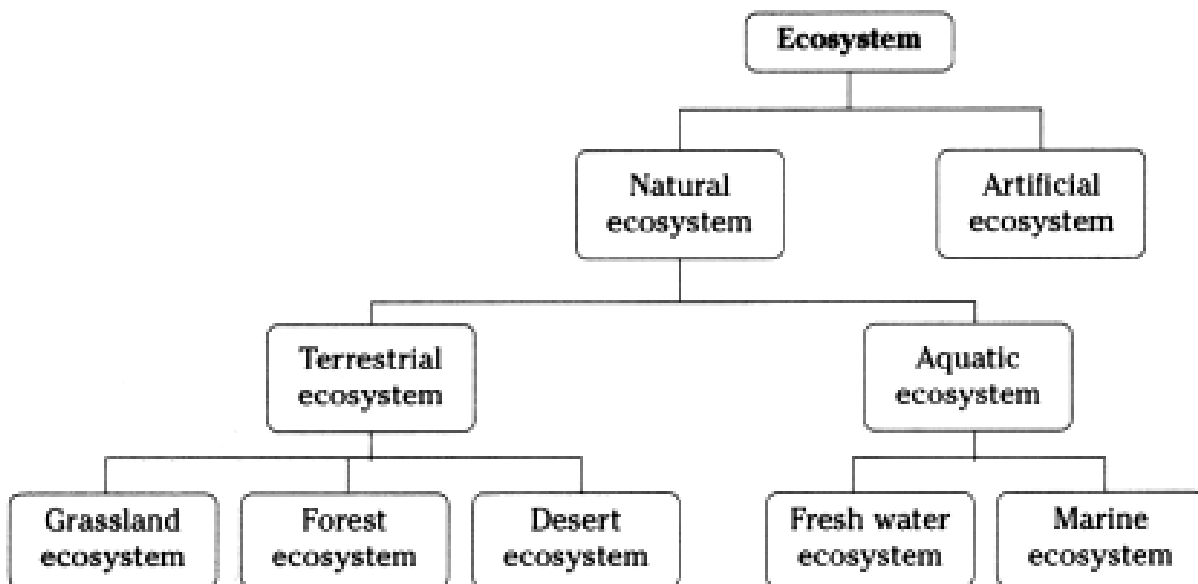 Ecosystem
Natural
ecosystem
Artificial
ecosystem
Terrestrial
ecosystem
Aquatic
ecosystem
Grassland
ecosystem
Forest
ecosystem
Desert
ecosystem
Fresh water
ecosystem
Marine
ecosystem